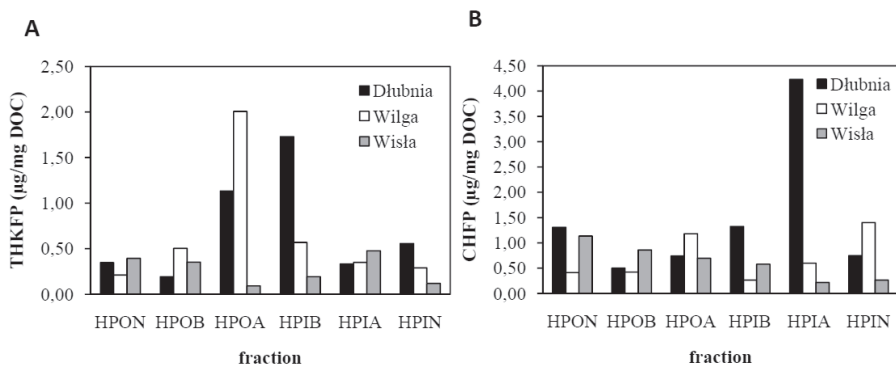 A
THKFP (µg/mg DOC)
2,50
2,00
1,50
1,00
0,50
0,00
Dłubnia
Wilga
Wisła
HPON HPOB HPOA HPIB HPIA HPIN
fraction
B
CHFP (µg/mg DOC)
4,50
4,00
3,50
3,00
2,50
2,00
1,50
1,00
0,50
0,00
Dłubnia
Wilga
Wisła
HPON HPOB HPOA HPIB HPIA HPIN
fraction